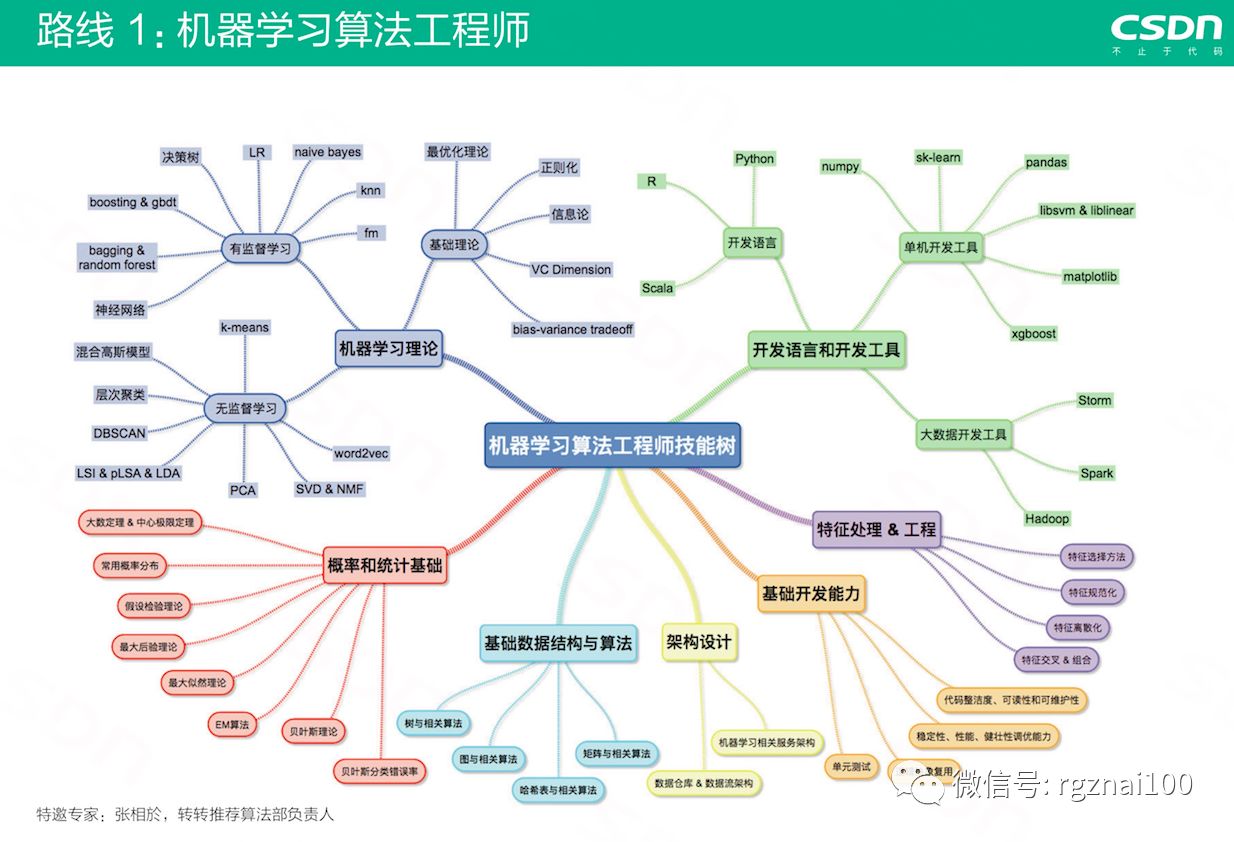 路线 1: 机器学习算法工程师
CSDN
不止于代码
决策树
LR
naive bayes
knn
fm
boosting & gbdt
bagging &
random forest
神经网络
有监督学习
最优化理论
正则化
信息论
VC Dimension
bias-variance tradeoff
基础理论
机器学习理论
k-means
混合高斯模型
层次聚类
DBSCAN
LSI & pLSA & LDA
PCA
SVD & NMF
word2vec
无监督学习
R
Python
Scala
开发语言
numpy
sk-learn
pandas
libsvm & liblinear
matplotlib
xgboost
单机开发工具
开发语言和开发工具
Storm
Spark
Hadoop
大数据开发工具
机器学习算法工程师技能树
大数定理 & 中心极限定理
常用概率分布
假设检验理论
最大后验理论
最大似然理论
EM算法
贝叶斯理论
贝叶斯分类错误率
概率和统计基础
基础数据结构与算法
树与相关算法
图与相关算法
哈希表与相关算法
矩阵与相关算法
架构设计
机器学习相关服务架构
数据仓库 & 数据流架构
基础开发能力
代码整洁度、可读性和可维护性
稳定性、性能、健壮性调优能力
单元测试
复用
特征处理 & 工程
特征选择方法
特征规范化
特征离散化
特征交叉 & 组合
微信号: rgznai100
特邀专家：张相於，转转推荐算法部负责人